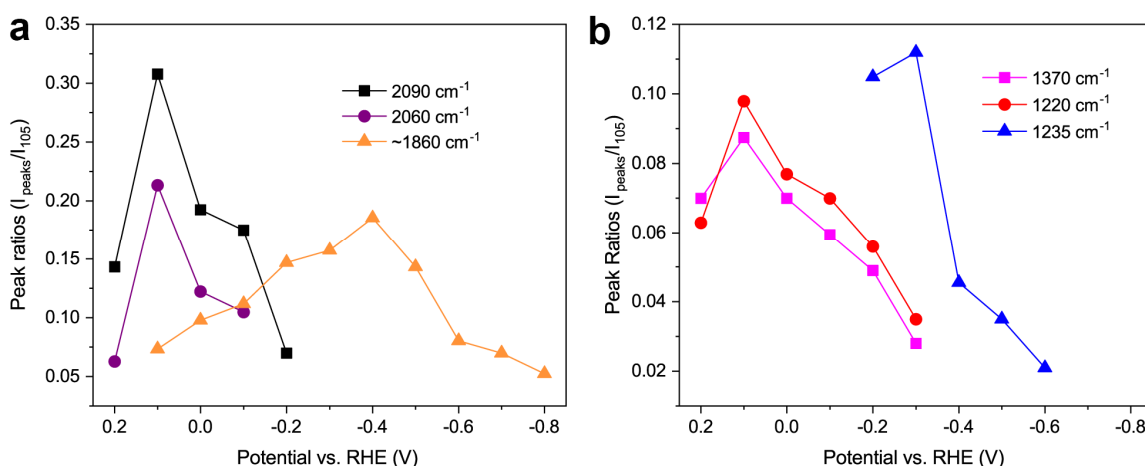 a
0.35
0.30
0.25
0.20
0.15
0.10
0.05
0.2
0.0
-0.2
-0.4
-0.6
-0.8
Peak ratios (I_peaks/I_105)
Potential vs. RHE (V)
2090 cm⁻¹
2060 cm⁻¹
~1860 cm⁻¹
b
0.12
0.10
0.08
0.06
0.04
0.02
0.2
0.0
-0.2
-0.4
-0.6
-0.8
Peak Ratios (I_peaks/I_105)
Potential vs. RHE (V)
1370 cm⁻¹
1220 cm⁻¹
1235 cm⁻¹